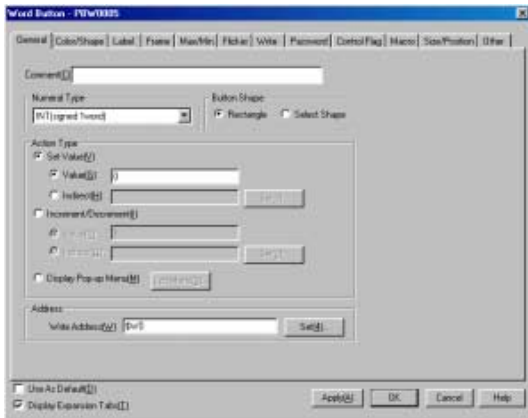 Word Button - PBW0005
General Color/Shape Label Frame Max/Min Flicker Write Password Control Flag Macro Size/Position Other
Comment(C)
Numeral Type
INT(signed 1word)
Button Shape
Rectangle
Select Shape
Action Type
Set Value(V)
Value(S) 0
Indirect(H)
Increment/Decrement(I)
Display Pop-up Menu(M)
Address
Write Address(W) $W5 Set(4)...
Use As Default(D)
Display Expansion Tabs(T)
Apply(A) OK Cancel Help